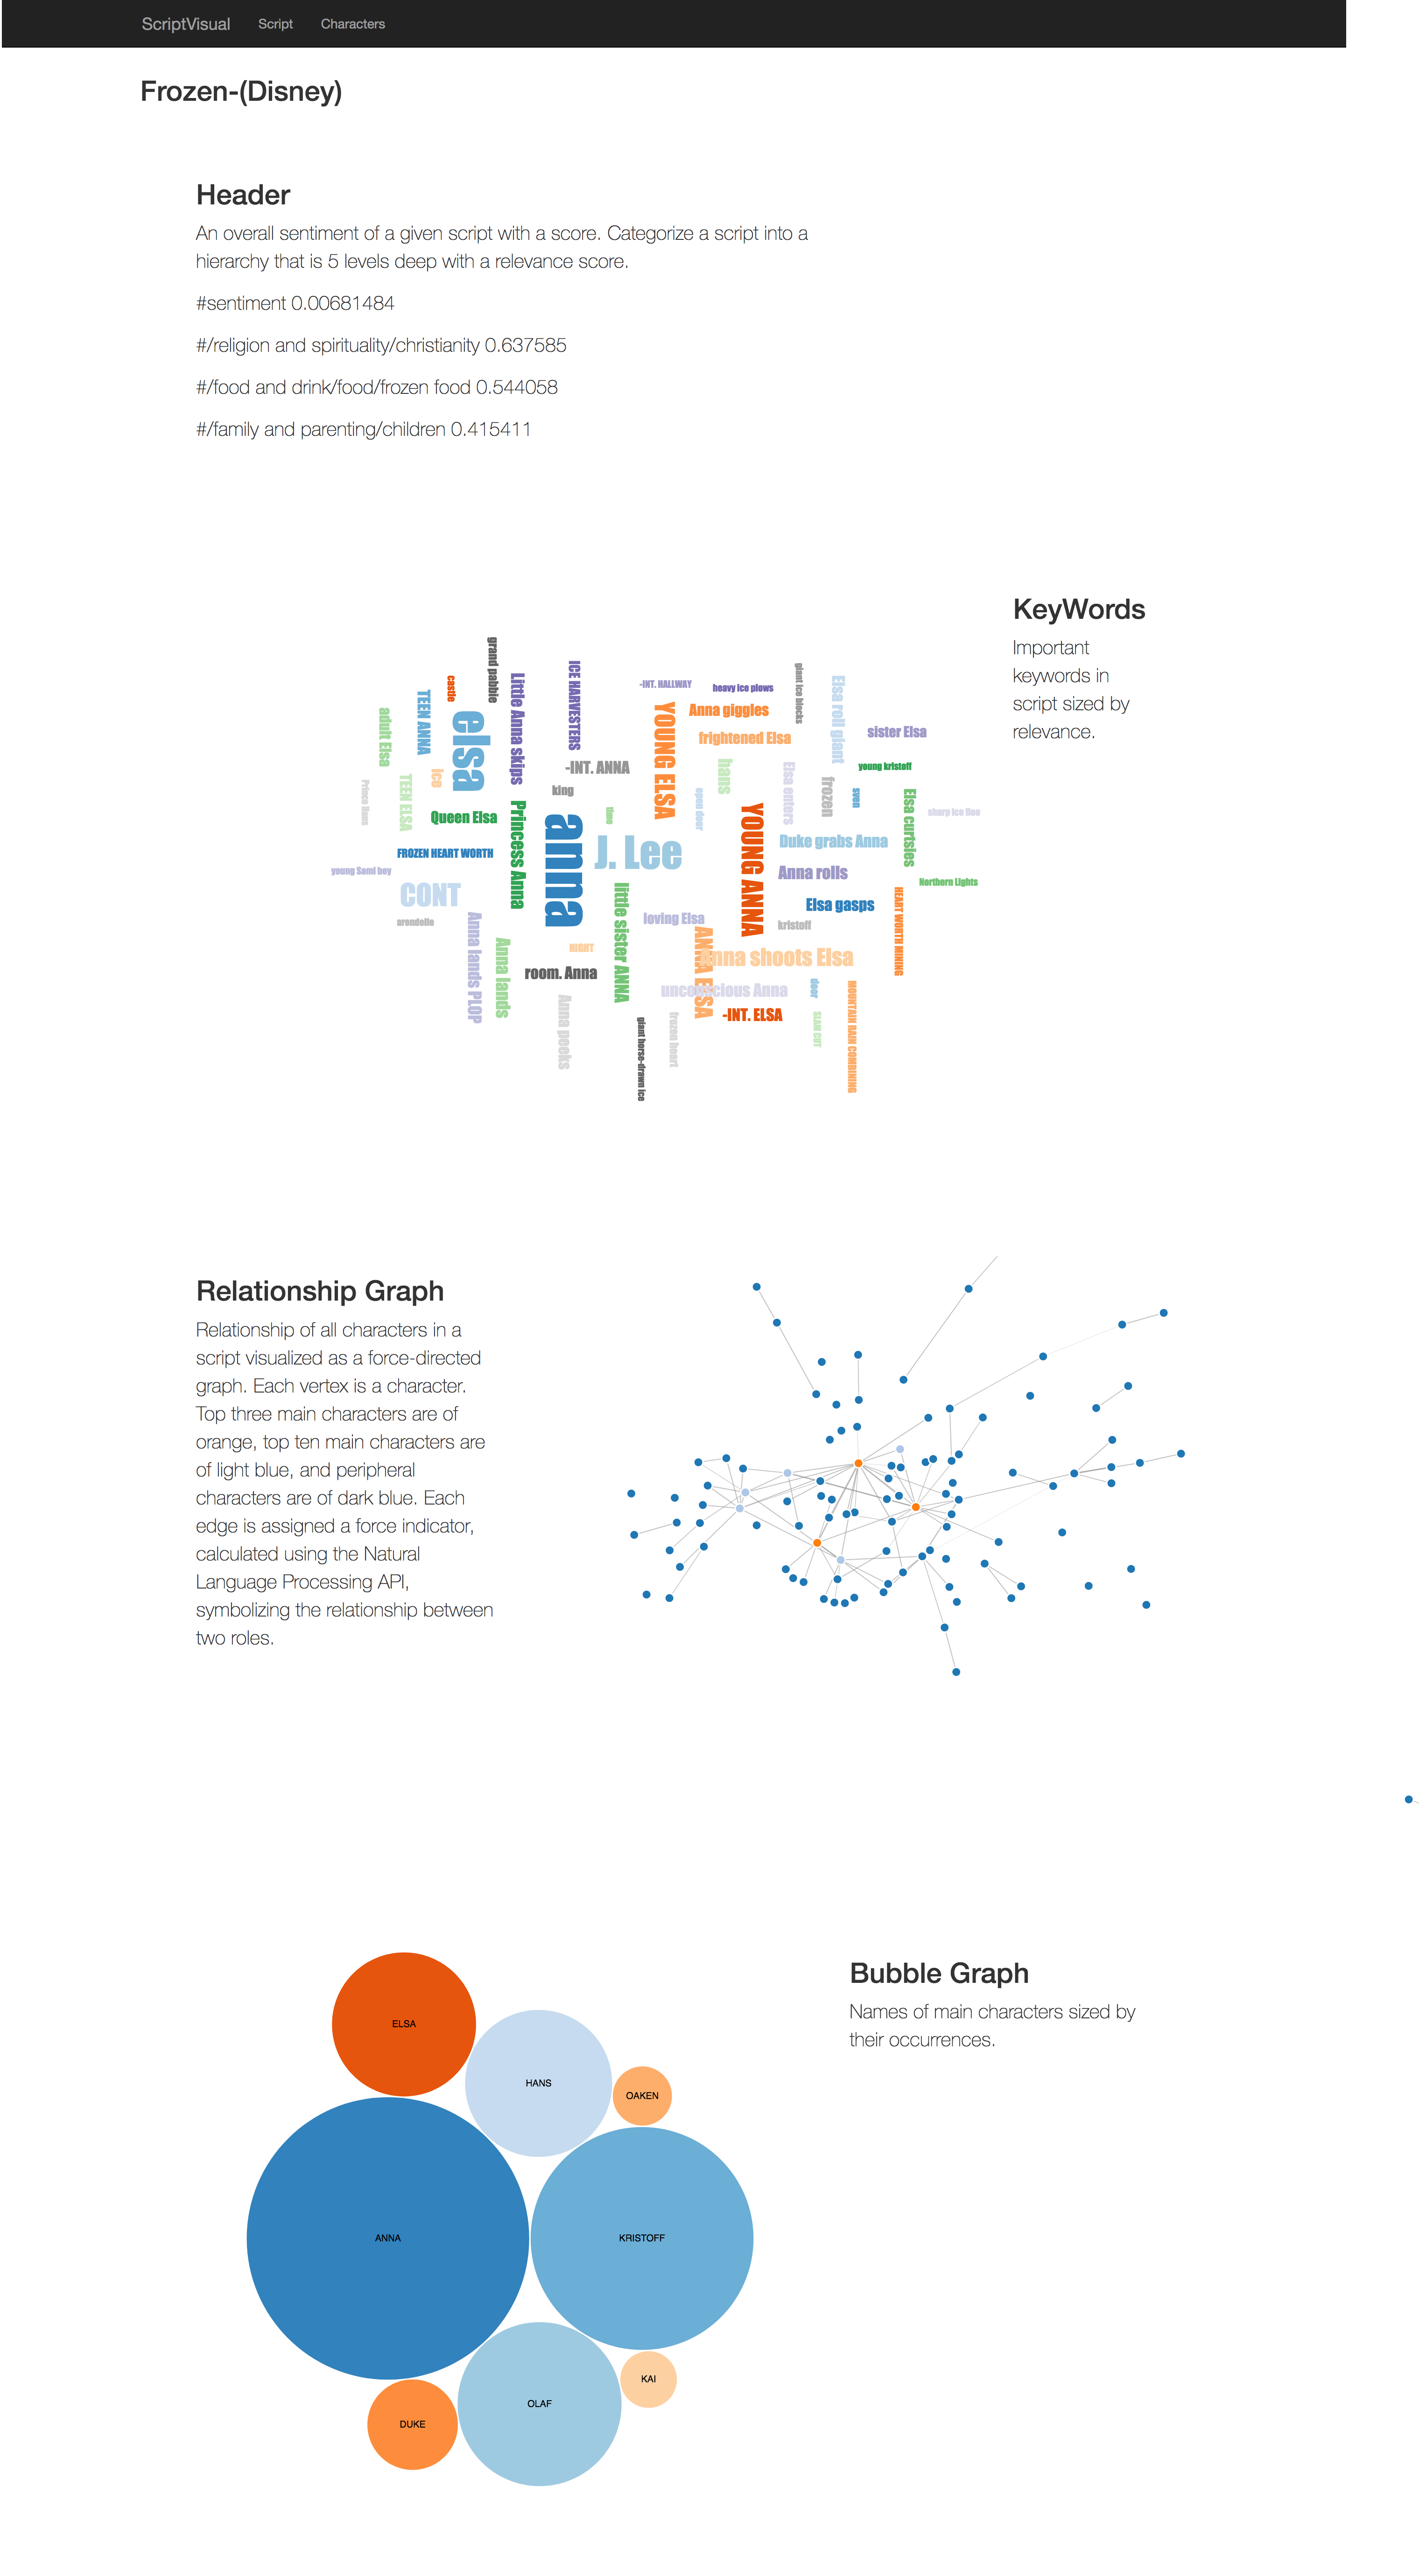 ScriptVisual Script Characters
Frozen-(Disney)
Header
An overall sentiment of a given script with a score. Categorize a script into a
hierarchy that is 5 levels deep with a relevance score.
#sentiment 0.00681484
#/religion and spirituality/christianity 0.637585
#/food and drink/food/frozen food 0.544058
#/family and parenting/children 0.415411
KeyWords
Important
keywords in
script sized by
relevance.
grand pabbie
castle
Little Anna skips
ICE HARVESTERS
-INT. HALLWAY
heavy ice plows
giant ice blocks
Elsa roll giant
TEEN ANNA
adult Elsa
elsa
YOUNG ELSA
Anna giggles
frightened Elsa
sister Elsa
-INT. ANNA
hans
Elsa enters
young kristoff
ice
TEEN ELSA
Prince Hans
king
open door
frozen
sven
Elsa curtsies
sharp ice floe
Queen Elsa
Princess Anna
time
anna
J. Lee
YOUNG ANNA
Duke grabs Anna
FROZEN HEART WORTH
young Sami boy
Anna rolls
Northern Lights
CONT
little sister ANNA
Elsa gasps
HEART WORTH MINING
arendelle
Anna lands PLOP
Anna lands
loving Elsa
kristoff
NIGHT
ANNA ELSA
Anna shoots Elsa
room. Anna
unconscious Anna
door
MOUNTAIN RAIN COMBINING
Anna peeks
-INT. ELSA
SLAM CUT
frozen heart
giant horse-drawn ice
Relationship Graph
Relationship of all characters in a
script visualized as a force-directed
graph. Each vertex is a character.
Top three main characters are of
orange, top ten main characters are
of light blue, and peripheral
characters are of dark blue. Each
edge is assigned a force indicator,
calculated using the Natural
Language Processing API,
symbolizing the relationship between
two roles.
Bubble Graph
Names of main characters sized by
their occurrences.
ELSA
HANS
OAKEN
ANNA
KRISTOFF
KAI
OLAF
DUKE